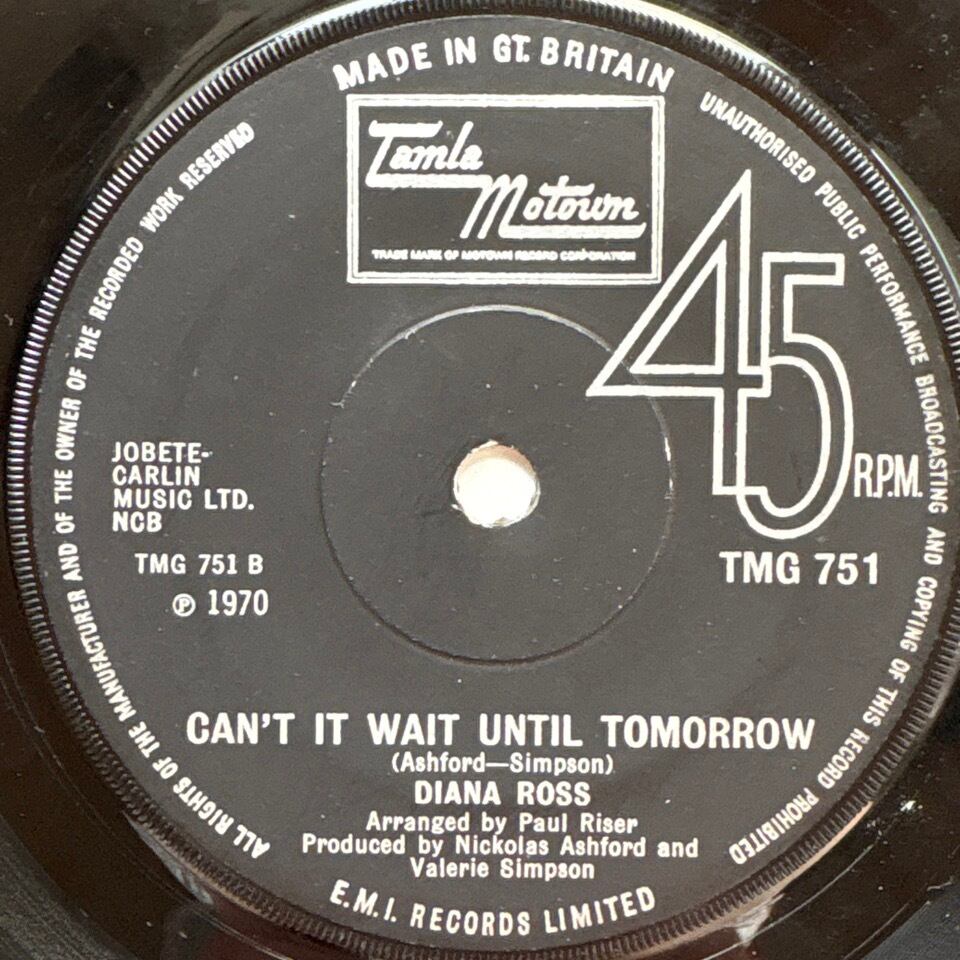 MADE IN GT. BRITAIN
Tamla
Motown
TRADE MARK OF MOTOWN RECORD CORPORATION
45
R.P.M.
TMG 751
JOBETE-
CARLIN
MUSIC LTD.
NCB
TMG 751 B
℗ 1970
CAN'T IT WAIT UNTIL TOMORROW
(Ashford—Simpson)
DIANA ROSS
Arranged by Paul Riser
Produced by Nickolas Ashford and
Valerie Simpson
E.M.I. RECORDS LIMITED
ALL RIGHTS OF THE MANUFACTURER AND OF THE OWNER OF THE RECORDED WORK RESERVED
UNAUTHORISED PUBLIC PERFORMANCE BROADCASTING AND COPYING OF THIS RECORD PROHIBITED